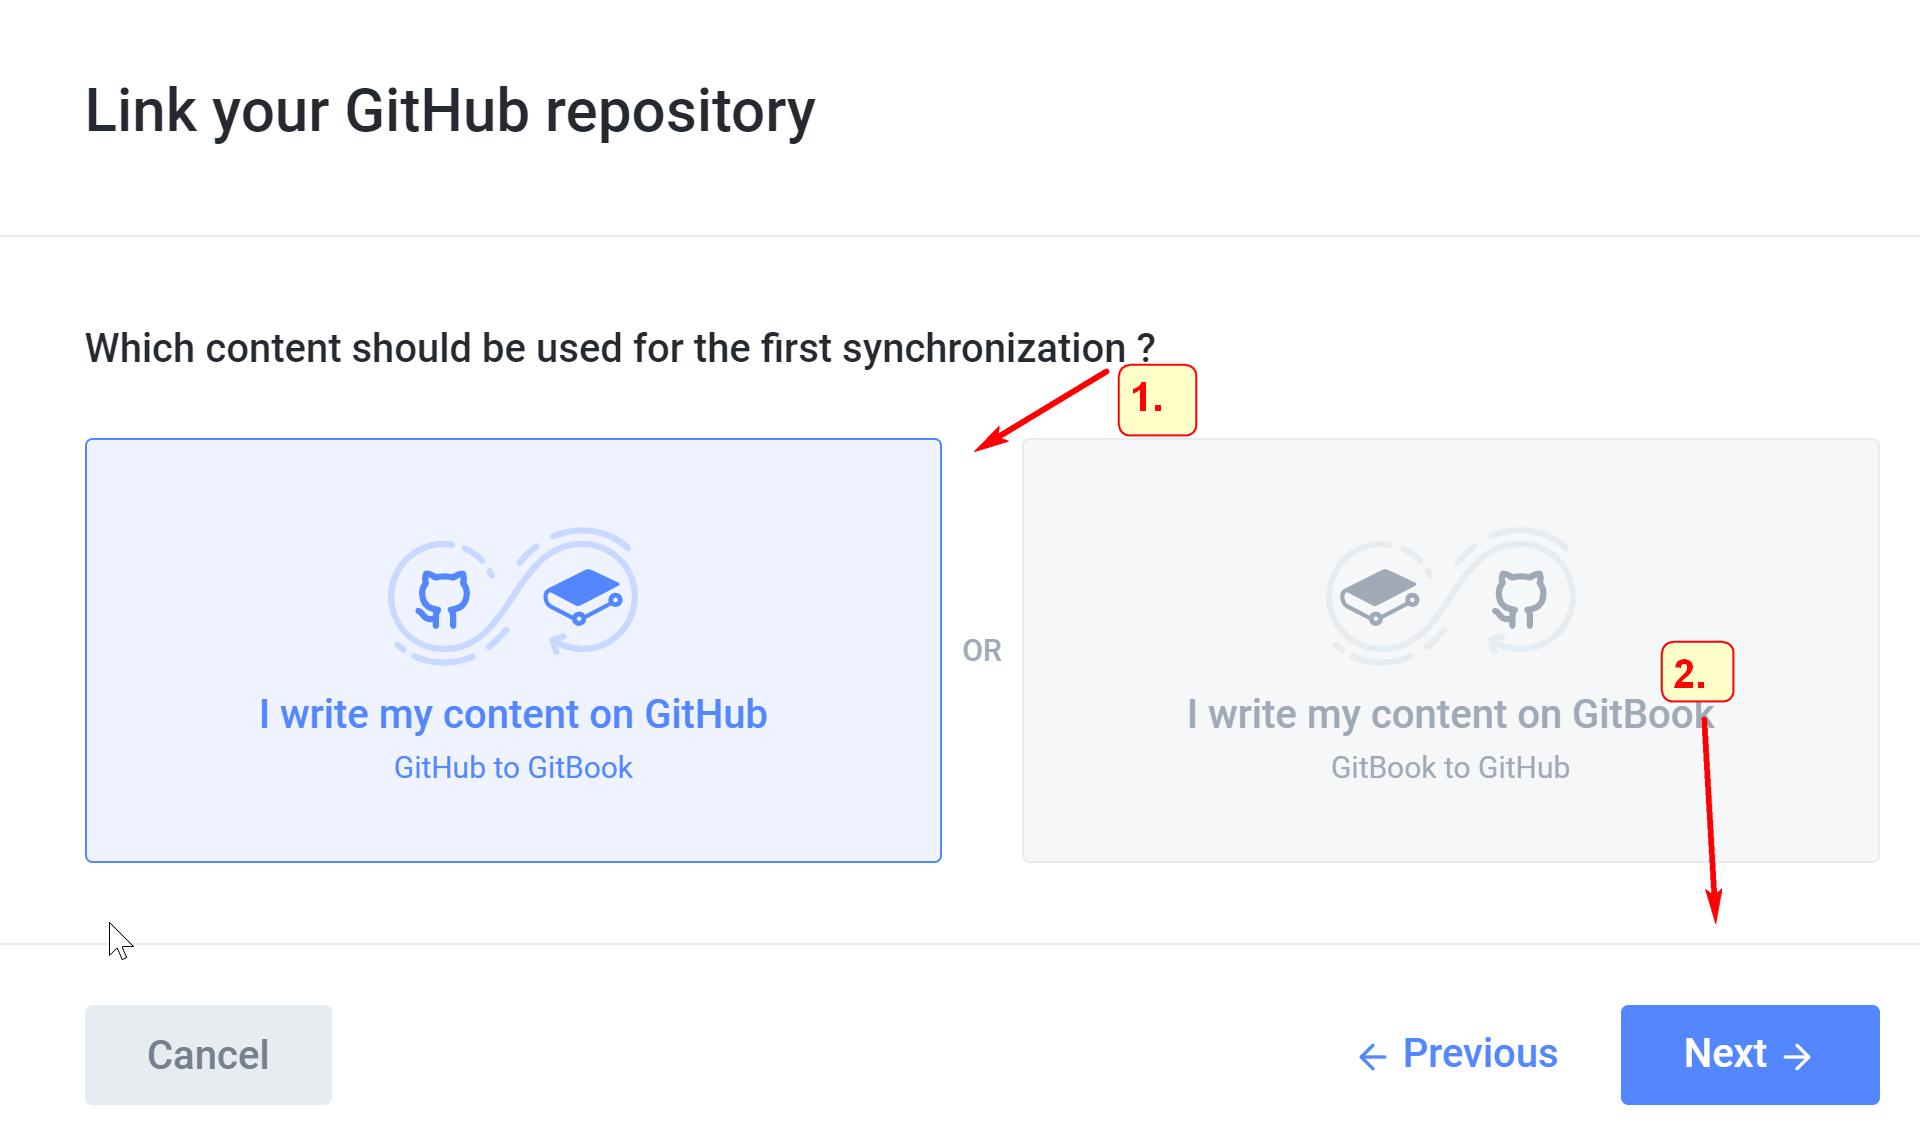 Link your GitHub repository
Which content should be used for the first synchronization ?
1.
I write my content on GitHub
GitHub to GitBook
OR
2.
I write my content on GitBook
GitBook to GitHub
Cancel
← Previous
Next →